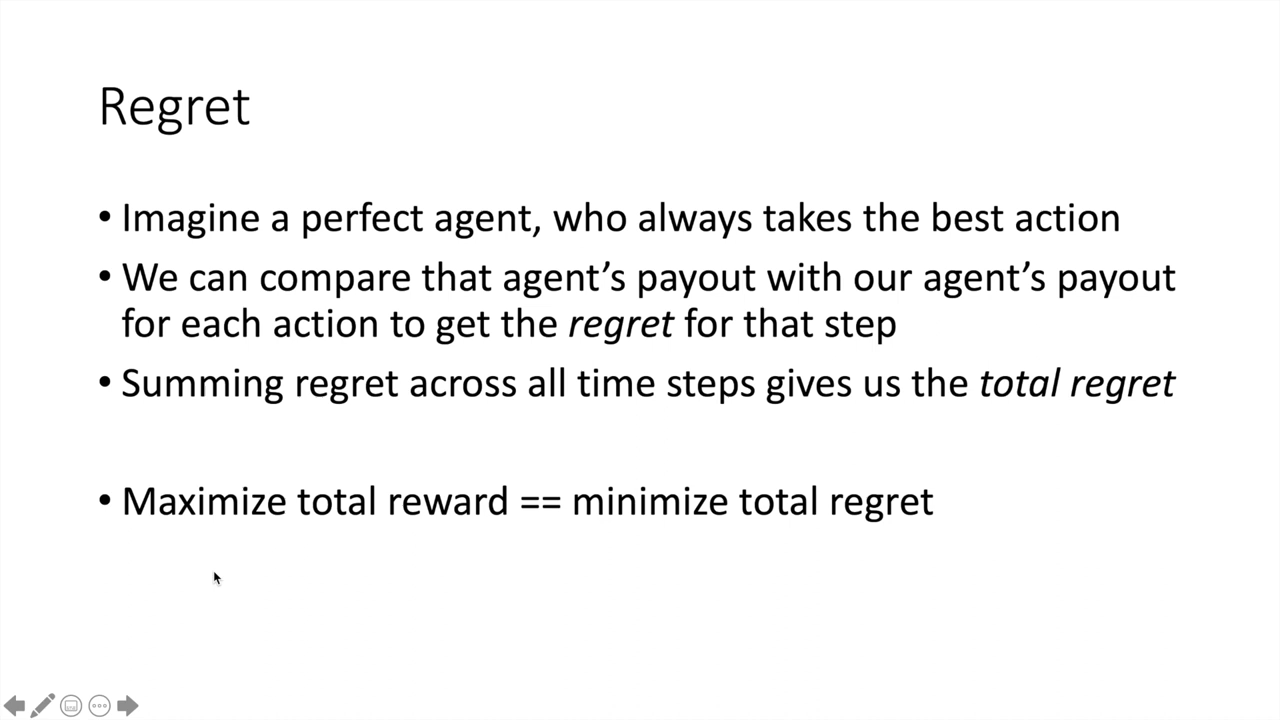 Regret
• Imagine a perfect agent, who always takes the best action
• We can compare that agent’s payout with our agent’s payout
for each action to get the regret for that step
• Summing regret across all time steps gives us the total regret
• Maximize total reward == minimize total regret